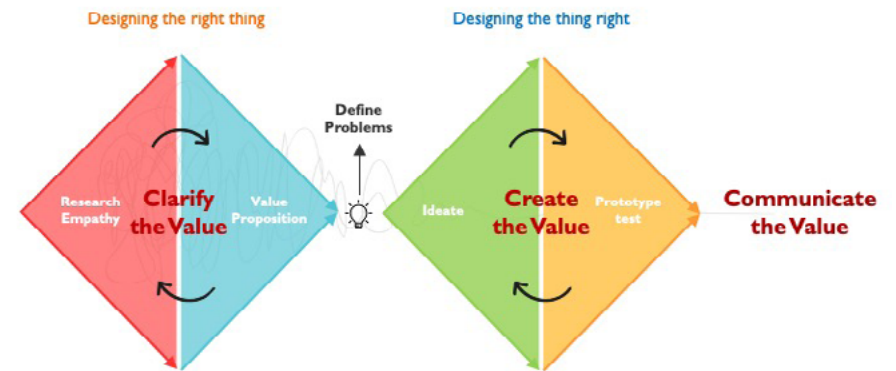 Designing the right thing
Designing the thing right
Define
Problems
Research
Empathy
Clarify
the Value
Value
Proposition
Ideate
Create
the Value
Prototype
test
Communicate
the Value